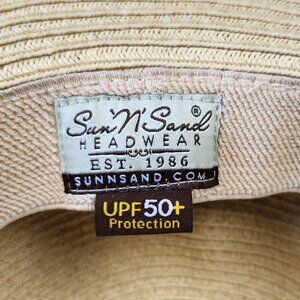 Sun 'N' Sand®
HEADWEAR
EST. 1986
SUNNSAND.COM
UPF50+
Protection